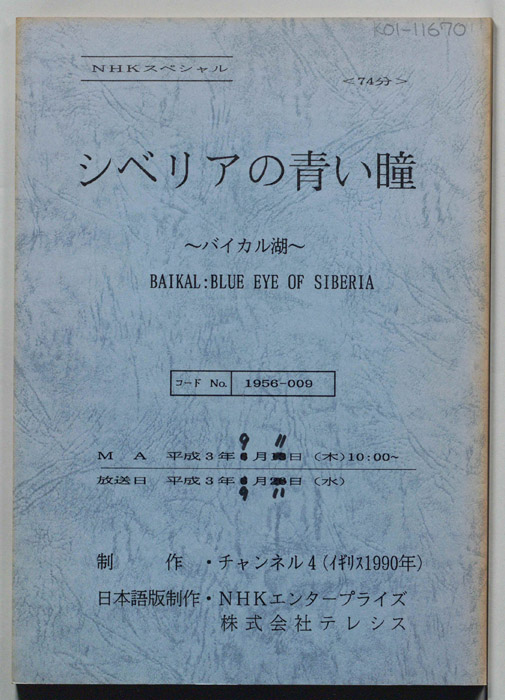 K01-11670
NHKスペシャル
<74分>
シベリアの青い瞳
～バイカル湖～
BAIKAL:BLUE EYE OF SIBERIA
コード No. 1956-009
9 11
MA 平成3年 月 日 (木)10:00~
放送日 平成3年 月 日 (水)
9 11
制作・チャンネル4(イギリス1990年)
日本語版制作・NHKエンタープライズ
株式会社テレシス